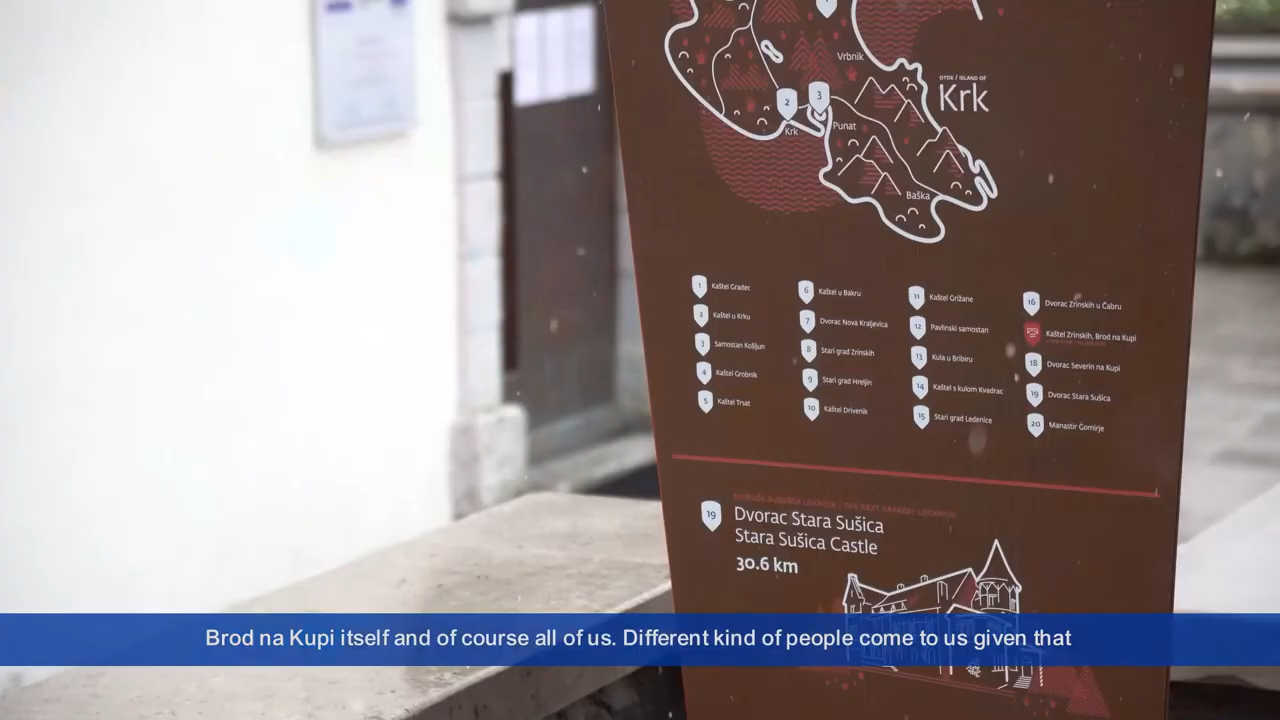 1
Vrbnik
OTOK / ISLAND OF
Krk
2
3
Krk
Punat
Baška
1 Kaštel Gradec
2 Kaštel u Krku
3 Samostan Košljun
4 Kaštel Grobnik
5 Kaštel Trsat
6 Kaštel u Bakru
7 Dvorac Nova Kraljevica
8 Stari grad Zrinskih
9 Stari grad Hreljin
10 Kaštel Drivenik
11 Kaštel Grižane
12 Pavlinski samostan
13 Kula u Bribiru
14 Kaštel s kulom Kvadrac
15 Stari grad Ledenice
16 Dvorac Zrinskih u Čabru
Kaštel Zrinskih, Brod na Kupi
18 Dvorac Severin na Kupi
19 Dvorac Stara Sušica
20 Manastir Gomirje
THE NEXT NEARBY LOCATION
19 Dvorac Stara Sušica
Stara Sušica Castle
30.6 km
Brod na Kupi itself and of course all of us. Different kind of people come to us given that